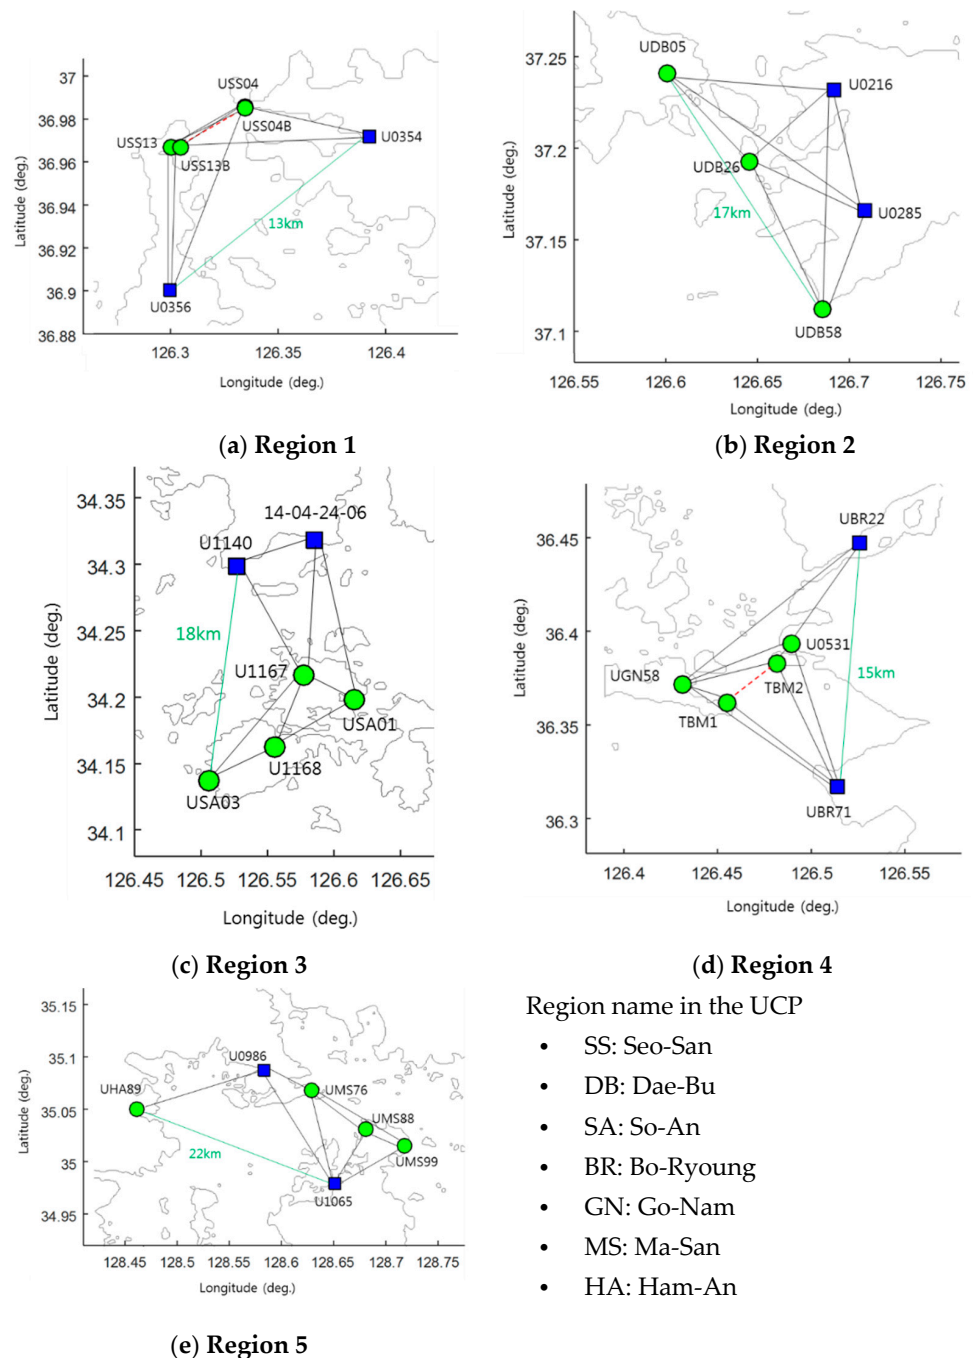 37
36.98
36.96
36.94
36.92
36.9
36.88
Latitude (deg.)
USS04
USS04B
USS13
USS13B
U0354
13km
U0356
126.3
126.35
126.4
Longitude (deg.)
(a) Region 1
37.25
37.2
37.15
37.1
Latitude (deg.)
UDB05
U0216
UDB26
U0285
17km
UDB58
126.55
126.6
126.65
126.7
126.75
Longitude (deg.)
(b) Region 2
34.35
34.3
34.25
34.2
34.15
34.1
Latitude (deg.)
14-04-24-06
U1140
18km
U1167
USA01
U1168
USA03
126.45
126.5
126.55
126.6
126.65
Longitude (deg.)
(c) Region 3
36.45
36.4
36.35
36.3
Latitude (deg.)
UBR22
U0531
UGN58
TBM2
15km
TBM1
UBR71
126.4
126.45
126.5
126.55
Longitude (deg.)
(d) Region 4
35.15
35.1
35.05
35
34.95
Latitude (deg.)
U0986
UHA89
UMS76
UMS88
UMS99
22km
U1065
128.45
128.5
128.55
128.6
128.65
128.7
128.75
Longitude (deg.)
(e) Region 5
Region name in the UCP
• SS: Seo-San
• DB: Dae-Bu
• SA: So-An
• BR: Bo-Ryoung
• GN: Go-Nam
• MS: Ma-San
• HA: Ham-An